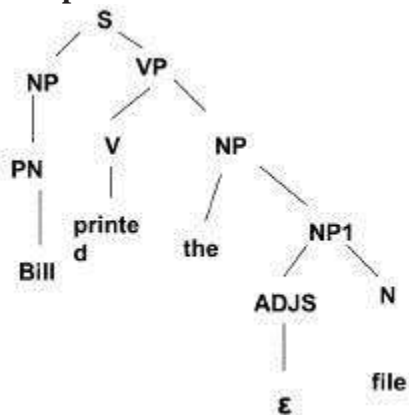 S
NP VP
PN V NP
printe
d
the NP1
Bill
ADJS N
file
ε